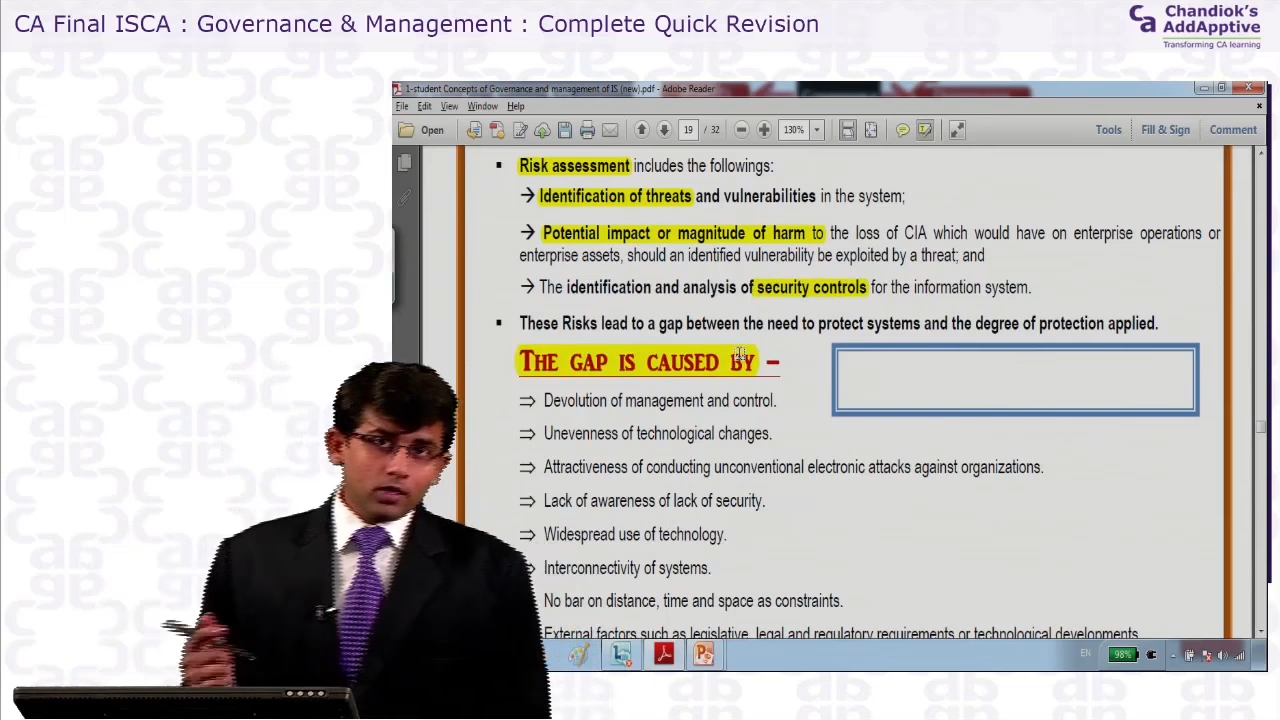 CA Final ISCA : Governance & Management : Complete Quick Revision
Ca
Chandiok's
AddApptive
Transforming CA learning
1-student Concepts of Governance and management of IS (new).pdf - Adobe Reader
File Edit View Window Help
Open 19 / 32 130% Tools Fill & Sign Comment
▪ Risk assessment includes the followings:
→ Identification of threats and vulnerabilities in the system;
→ Potential impact or magnitude of harm to the loss of CIA which would have on enterprise operations or
enterprise assets, should an identified vulnerability be exploited by a threat; and
→ The identification and analysis of security controls for the information system.
▪ These Risks lead to a gap between the need to protect systems and the degree of protection applied.
THE GAP IS CAUSED BY –
⇒ Devolution of management and control.
⇒ Unevenness of technological changes.
⇒ Attractiveness of conducting unconventional electronic attacks against organizations.
⇒ Lack of awareness of lack of security.
⇒ Widespread use of technology.
⇒ Interconnectivity of systems.
No bar on distance, time and space as constraints.
External factors such as legislative, legal and regulatory requirements or technological developments
EN 98%